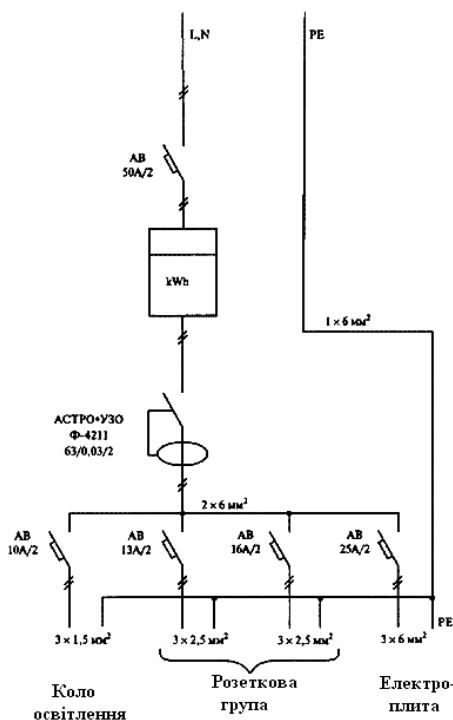 L,N
PE
АВ
50А/2
kWh
1 × 6 мм²
АСТРО*УЗО
Ф-4211
63/0,03/2
2 × 6 мм²
АВ
10А/2
АВ
13А/2
АВ
16А/2
АВ
25А/2
PE
3 × 1,5 мм²
3 × 2,5 мм²
3 × 2,5 мм²
3 × 6 мм²
Коло
освітлення
Розеткова
група
Електро-
плита